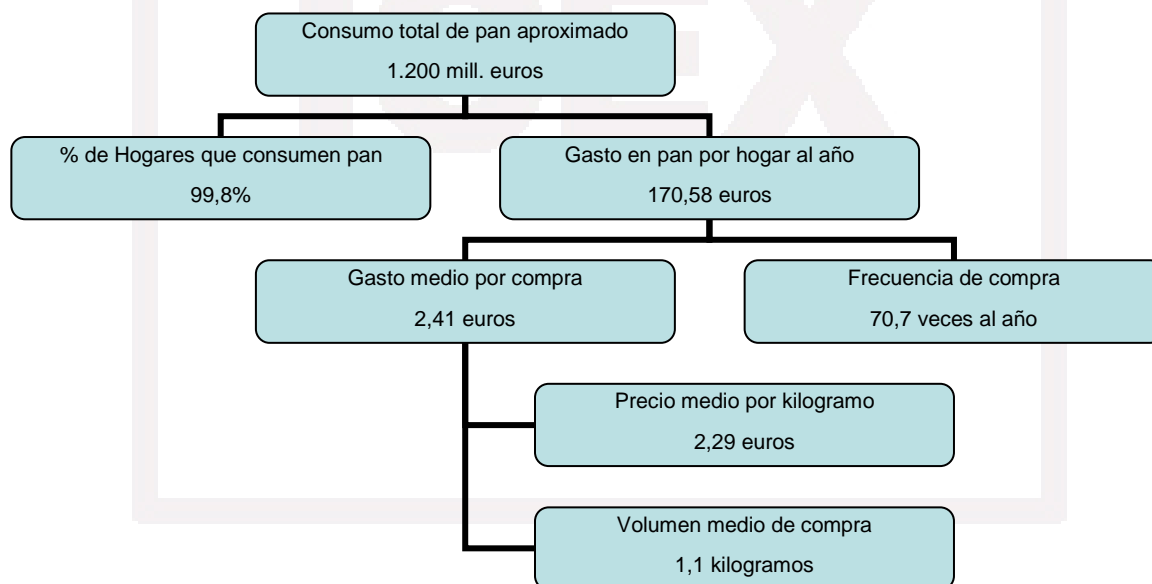 Consumo total de pan aproximado
1.200 mill. euros
% de Hogares que consumen pan
99,8%
Gasto en pan por hogar al año
170,58 euros
Gasto medio por compra
2,41 euros
Frecuencia de compra
70,7 veces al año
Precio medio por kilogramo
2,29 euros
Volumen medio de compra
1,1 kilogramos